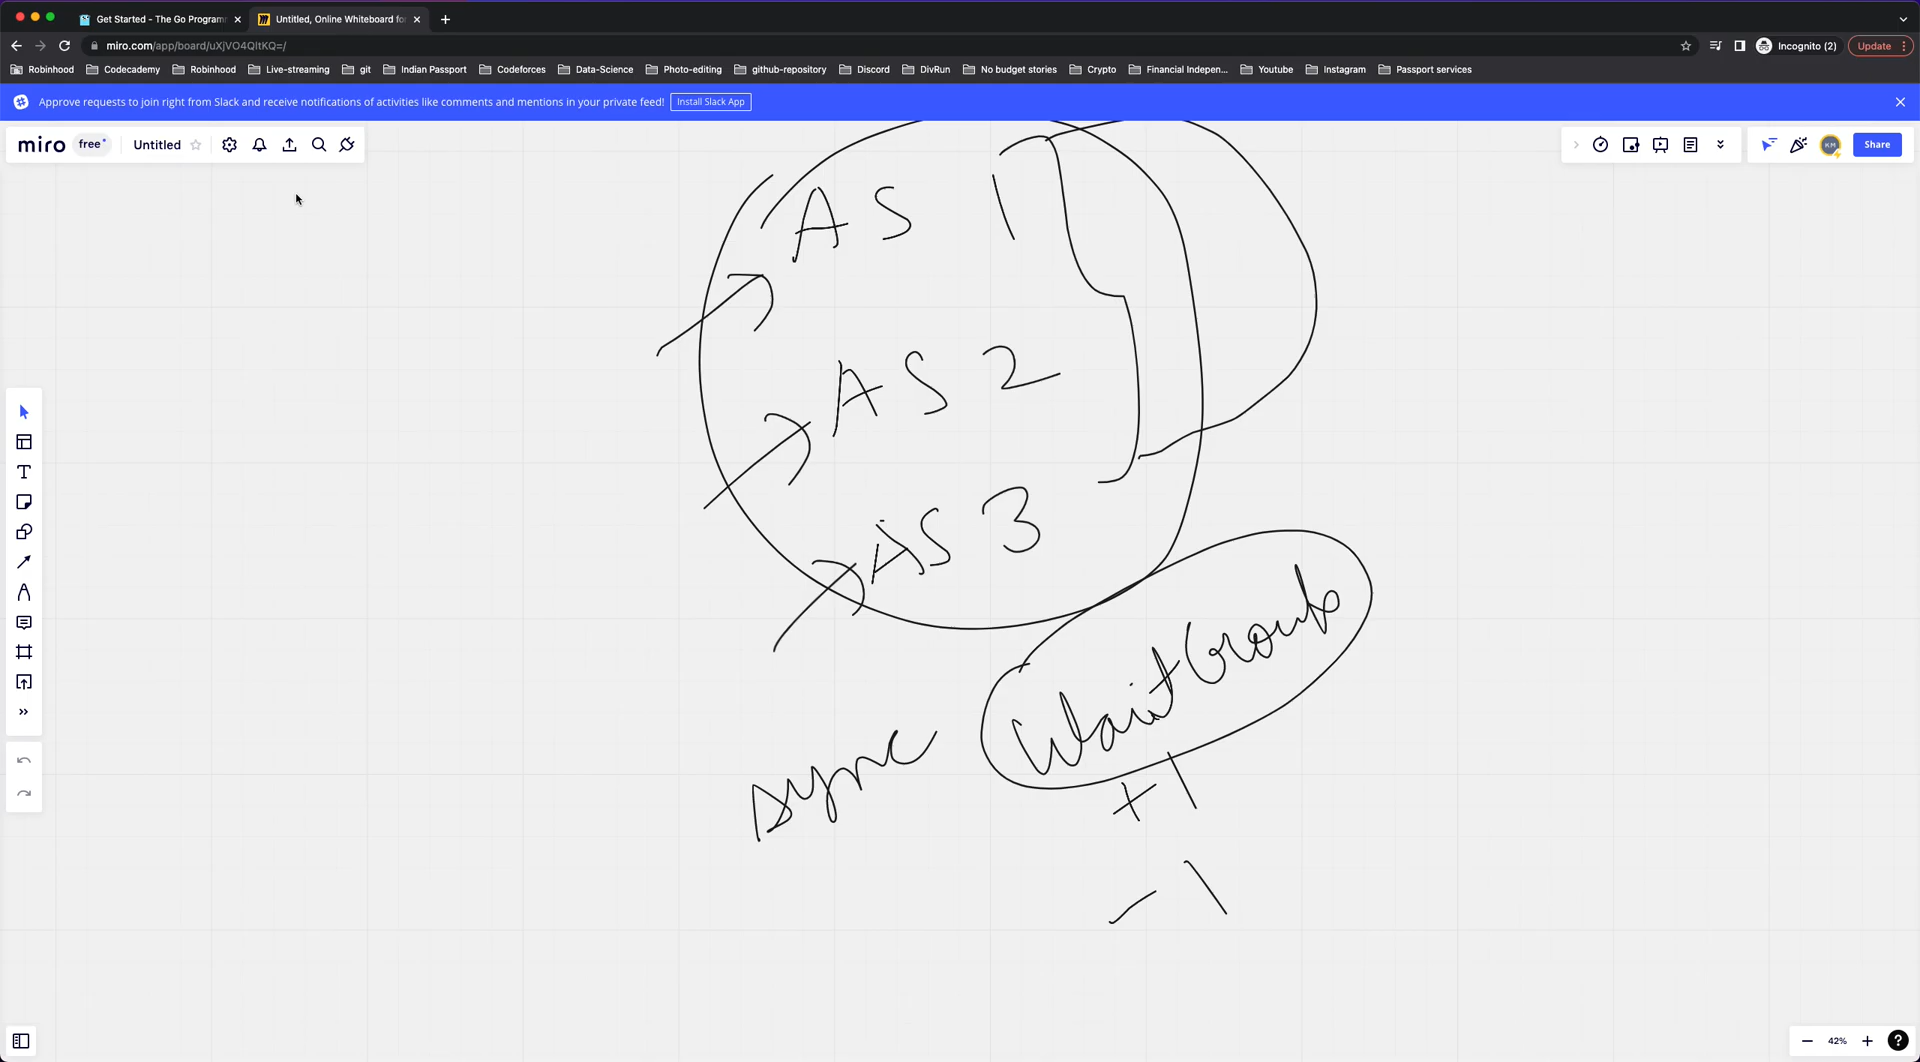 Get Started - The Go Program
Untitled, Online Whiteboard fo
miro.com/app/board/uXjVO4QItKQ=/
Incognito (2)
Update
Robinhood
Codecademy
Robinhood
Live-streaming
git
Indian Passport
Codeforces
Data-Science
Photo-editing
github-repository
Discord
DivRun
No budget stories
Crypto
Financial Indepen...
Youtube
Instagram
Passport services
Approve requests to join right from Slack and receive notifications of activities like comments and mentions in your private feed!
Install Slack App
miro
free
Untitled
KM
Share
AS 1
AS 2
AS 3
WaitGroup
sync
+1
-1
42%